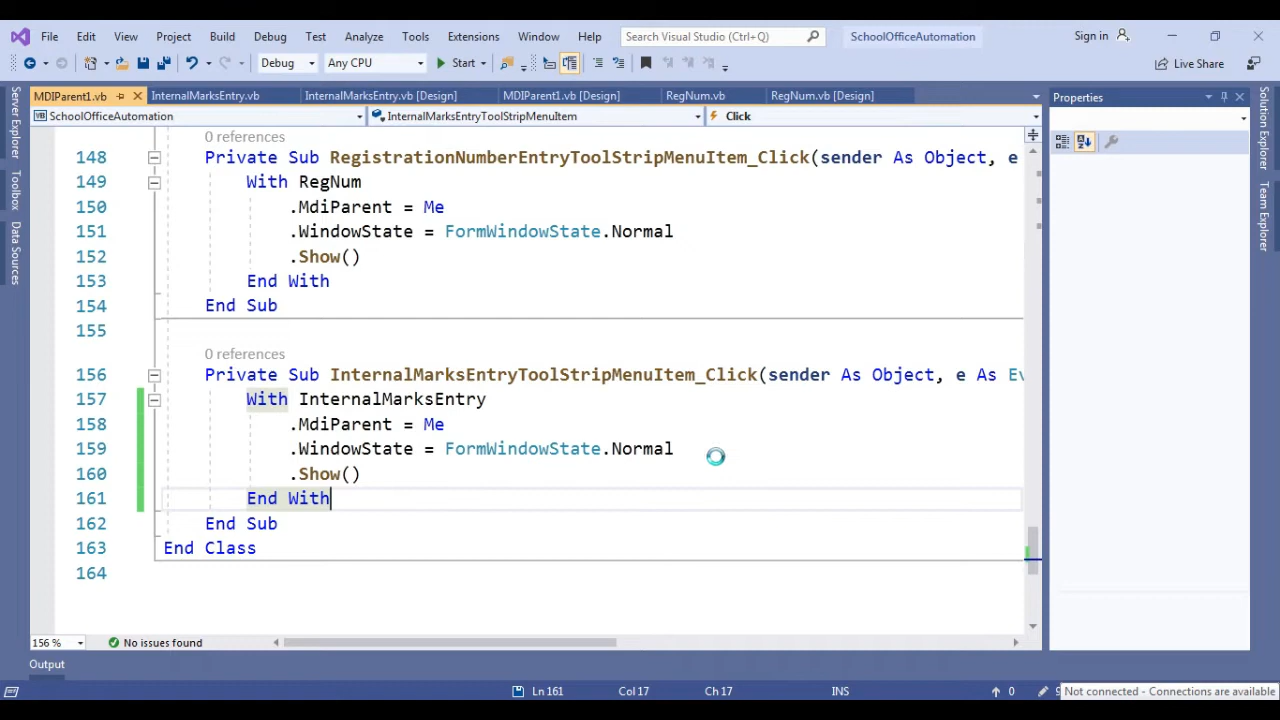 File Edit View Project Build Debug Test Analyze Tools Extensions Window Help Search Visual Studio (Ctrl+Q) SchoolOfficeAutomation Sign in
Debug Any CPU Start Live Share
MDIParent1.vb InternalMarksEntry.vb InternalMarksEntry.vb [Design] MDIParent1.vb [Design] RegNum.vb RegNum.vb [Design] Properties
SchoolOfficeAutomation InternalMarksEntryToolStripMenuItem Click
Server Explorer
Toolbox
Data Sources
0 references
148 Private Sub RegistrationNumberEntryToolStripMenuItem_Click(sender As Object, e
149 With RegNum
150 .MdiParent = Me
151 .WindowState = FormWindowState.Normal
152 .Show()
153 End With
154 End Sub
155
0 references
156 Private Sub InternalMarksEntryToolStripMenuItem_Click(sender As Object, e As Ev
157 With InternalMarksEntry
158 .MdiParent = Me
159 .WindowState = FormWindowState.Normal
160 .Show()
161 End With
162 End Sub
163 End Class
164
Solution Explorer
Team Explorer
156 % No issues found
Output
Ln 161 Col 17 Ch 17 INS 0 Not connected - Connections are available